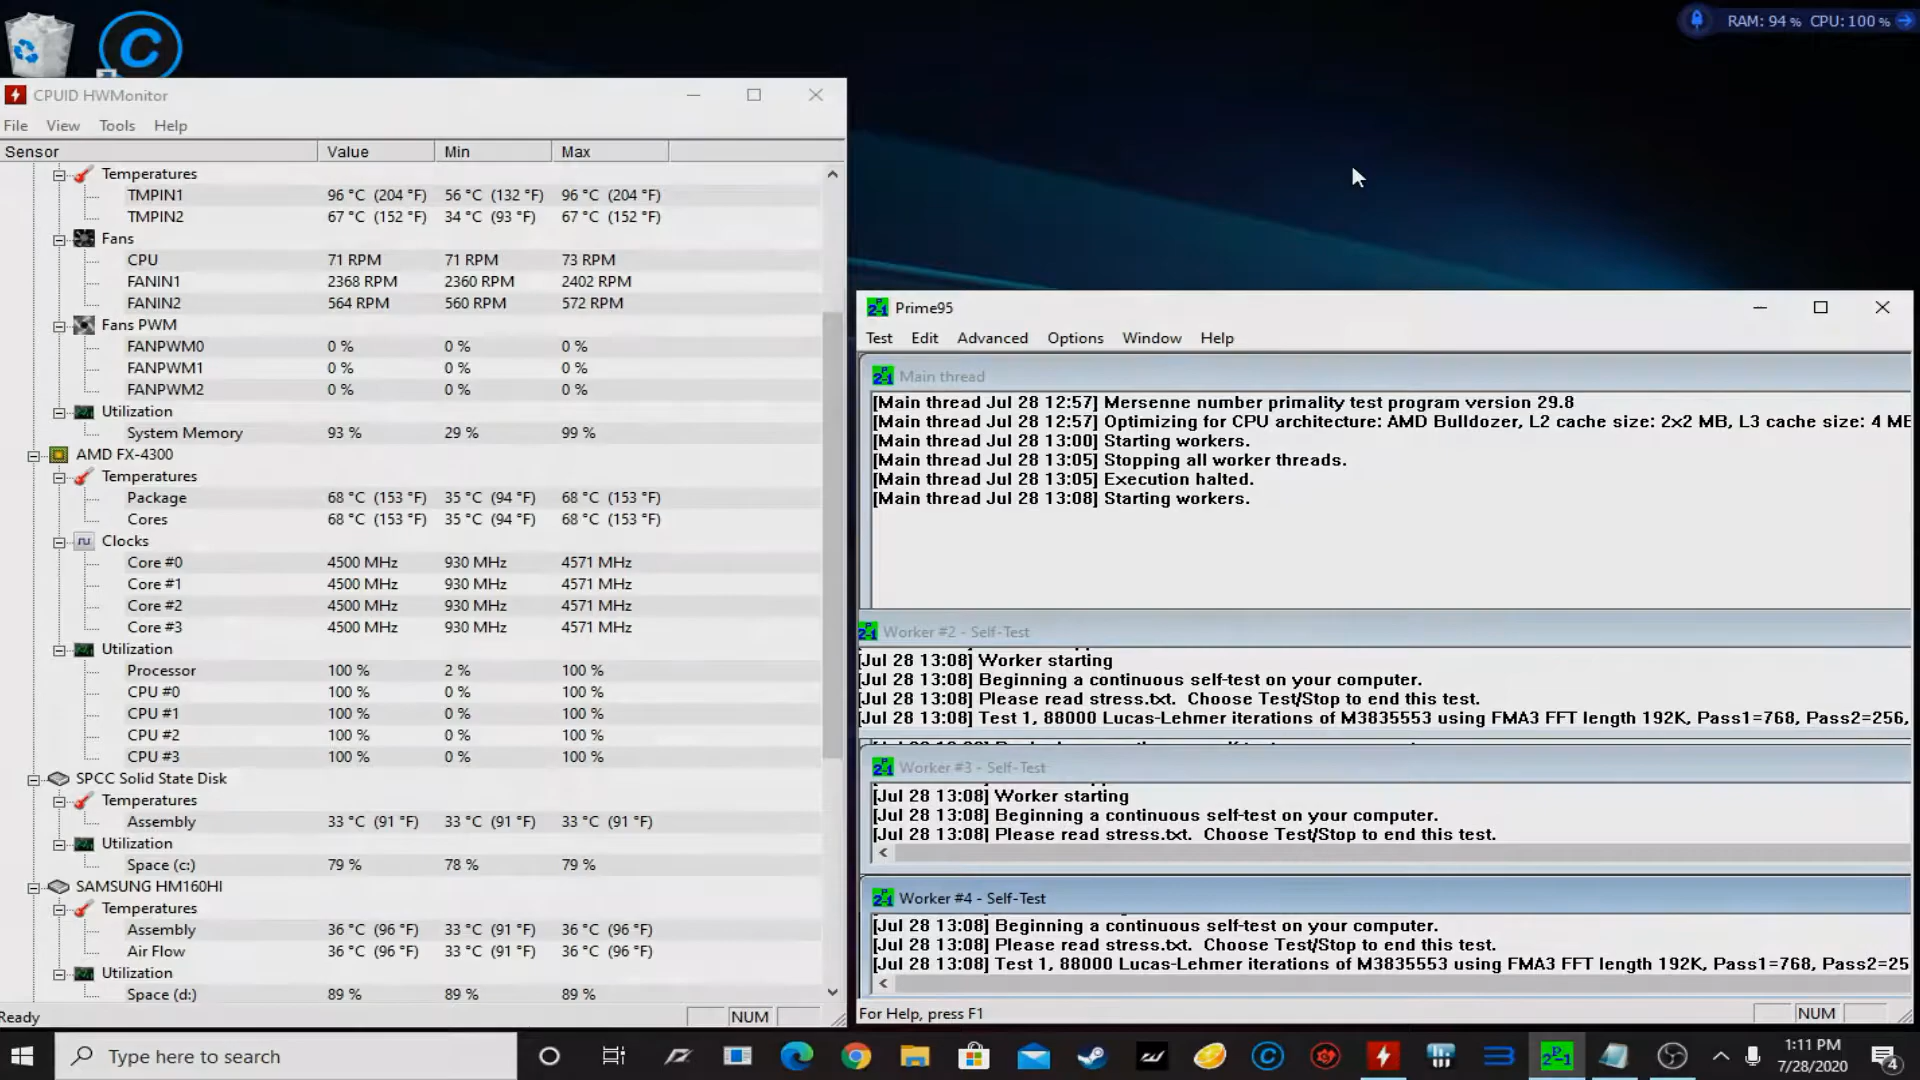 RAM: 94 % CPU: 100 %
CPUID HWMonitor
File View Tools Help
Sensor Value Min Max
Temperatures
TMPIN1 96 °C (204 °F) 56 °C (132 °F) 96 °C (204 °F)
TMPIN2 67 °C (152 °F) 34 °C (93 °F) 67 °C (152 °F)
Fans
CPU 71 RPM 71 RPM 73 RPM
FANIN1 2368 RPM 2360 RPM 2402 RPM
FANIN2 564 RPM 560 RPM 572 RPM
Fans PWM
FANPWM0 0 % 0 % 0 %
FANPWM1 0 % 0 % 0 %
FANPWM2 0 % 0 % 0 %
Utilization
System Memory 93 % 29 % 99 %
AMD FX-4300
Temperatures
Package 68 °C (153 °F) 35 °C (94 °F) 68 °C (153 °F)
Cores 68 °C (153 °F) 35 °C (94 °F) 68 °C (153 °F)
Clocks
Core #0 4500 MHz 930 MHz 4571 MHz
Core #1 4500 MHz 930 MHz 4571 MHz
Core #2 4500 MHz 930 MHz 4571 MHz
Core #3 4500 MHz 930 MHz 4571 MHz
Utilization
Processor 100 % 2 % 100 %
CPU #0 100 % 0 % 100 %
CPU #1 100 % 0 % 100 %
CPU #2 100 % 0 % 100 %
CPU #3 100 % 0 % 100 %
SPCC Solid State Disk
Temperatures
Assembly 33 °C (91 °F) 33 °C (91 °F) 33 °C (91 °F)
Utilization
Space (c:) 79 % 78 % 79 %
SAMSUNG HM160HI
Temperatures
Assembly 36 °C (96 °F) 33 °C (91 °F) 36 °C (96 °F)
Air Flow 36 °C (96 °F) 33 °C (91 °F) 36 °C (96 °F)
Utilization
Space (d:) 89 % 89 % 89 %
Ready NUM
Prime95
Test Edit Advanced Options Window Help
Main thread
[Main thread Jul 28 12:57] Mersenne number primality test program version 29.8
[Main thread Jul 28 12:57] Optimizing for CPU architecture: AMD Bulldozer, L2 cache size: 2x2 MB, L3 cache size: 4 MB
[Main thread Jul 28 13:00] Starting workers.
[Main thread Jul 28 13:05] Stopping all worker threads.
[Main thread Jul 28 13:05] Execution halted.
[Main thread Jul 28 13:08] Starting workers.
Worker #2 - Self-Test
[Jul 28 13:08] Worker starting
[Jul 28 13:08] Beginning a continuous self-test on your computer.
[Jul 28 13:08] Please read stress.txt. Choose Test/Stop to end this test.
[Jul 28 13:08] Test 1, 88000 Lucas-Lehmer iterations of M3835553 using FMA3 FFT length 192K, Pass1=768, Pass2=256,
Worker #3 - Self-Test
[Jul 28 13:08] Worker starting
[Jul 28 13:08] Beginning a continuous self-test on your computer.
[Jul 28 13:08] Please read stress.txt. Choose Test/Stop to end this test.
Worker #4 - Self-Test
[Jul 28 13:08] Beginning a continuous self-test on your computer.
[Jul 28 13:08] Please read stress.txt. Choose Test/Stop to end this test.
[Jul 28 13:08] Test 1, 88000 Lucas-Lehmer iterations of M3835553 using FMA3 FFT length 192K, Pass1=768, Pass2=25
For Help, press F1 NUM
Type here to search
1:11 PM
7/28/2020
4